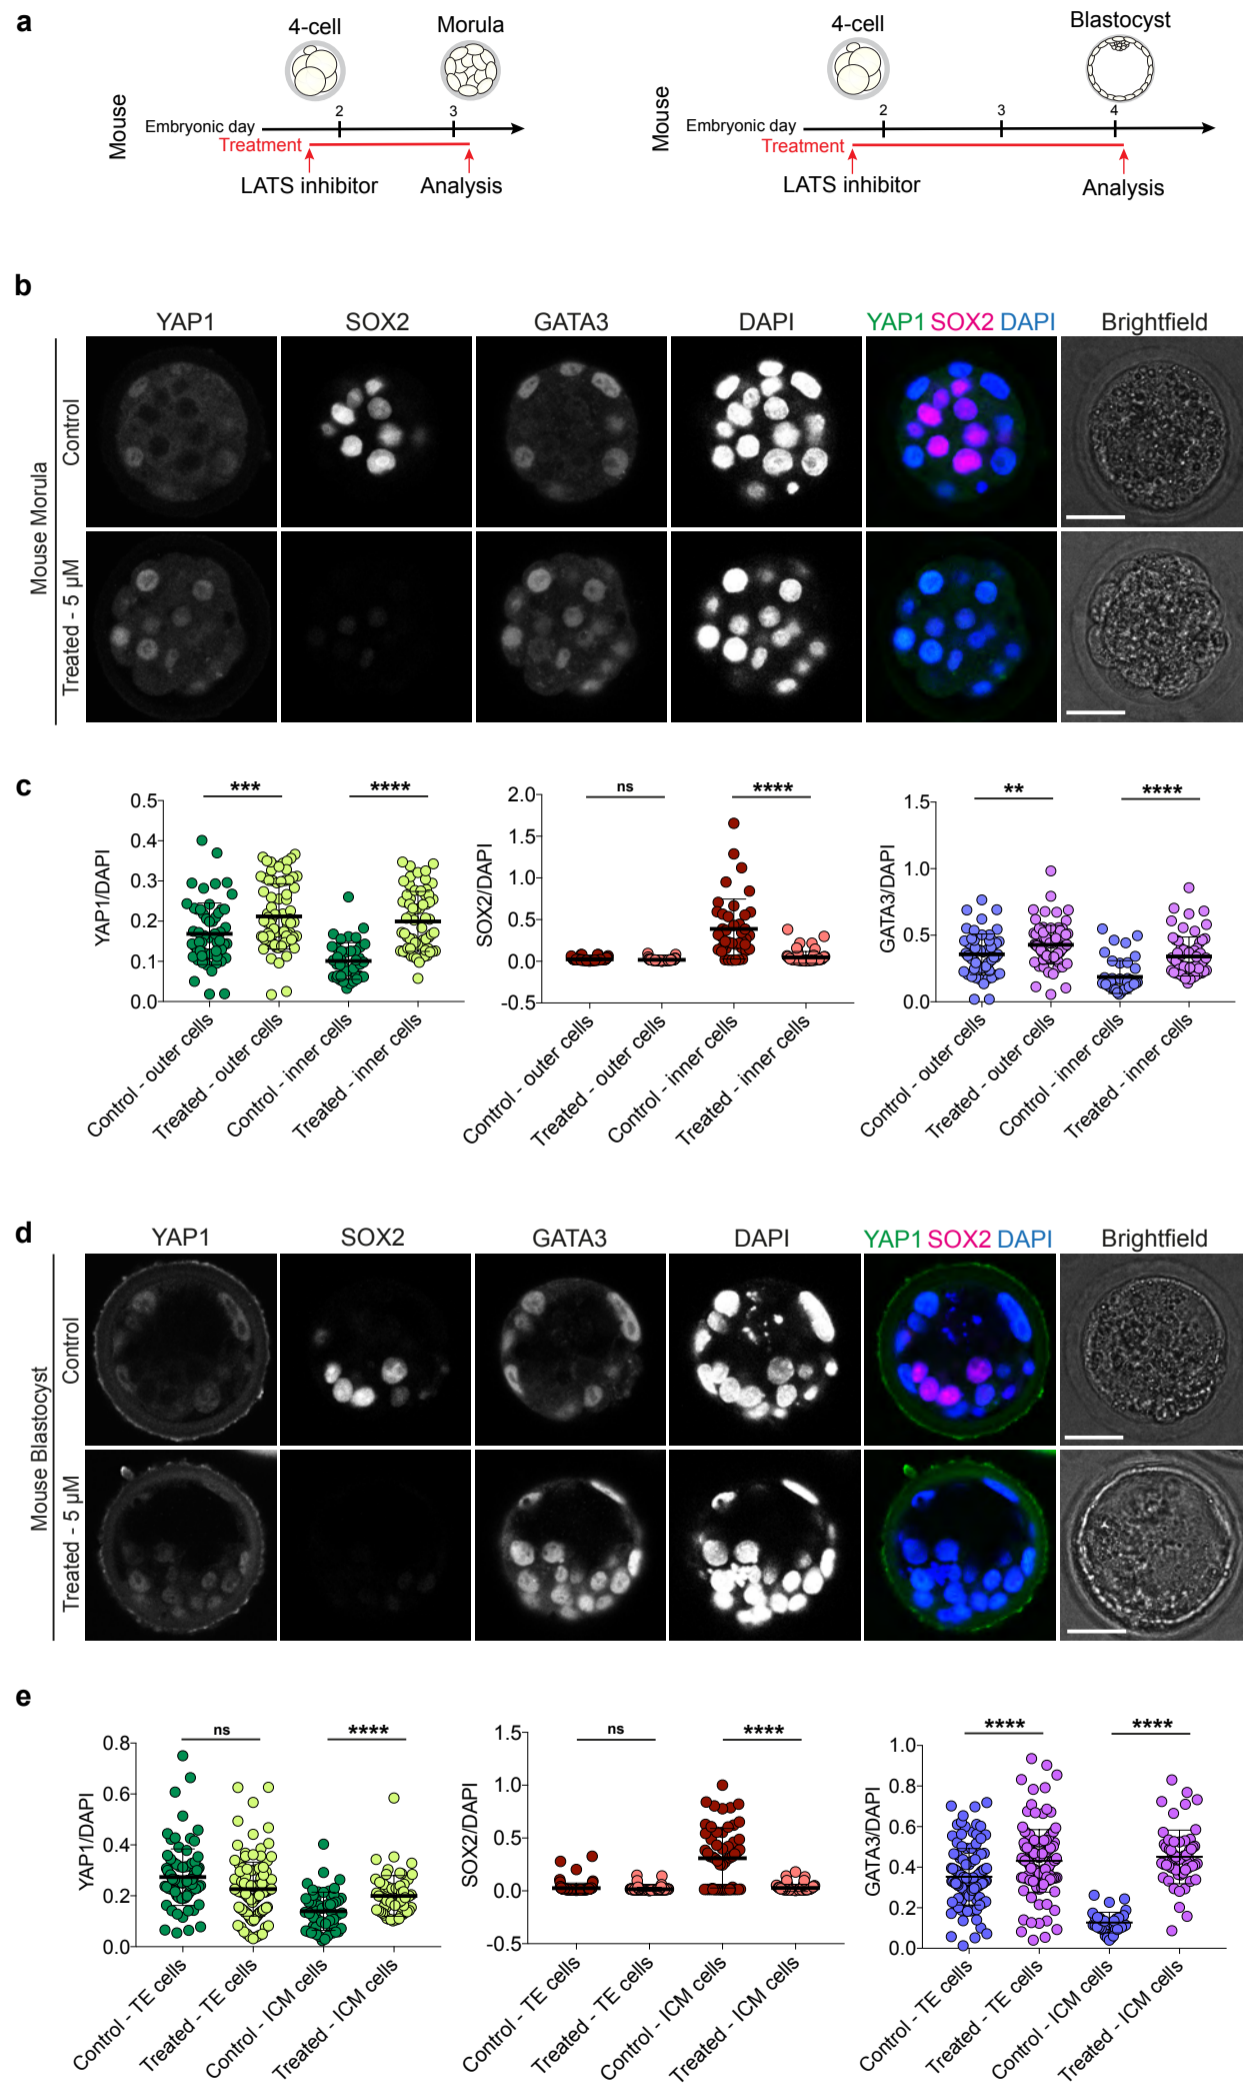 a
4-cell
Morula
Mouse
2
3
Embryonic day
Treatment
LATS inhibitor
Analysis
4-cell
Blastocyst
Mouse
2
3
4
Embryonic day
Treatment
LATS inhibitor
Analysis
b
YAP1
SOX2
GATA3
DAPI
YAP1 SOX2 DAPI
Brightfield
Mouse Morula
Control
Treated - 5 μM
c
YAP1/DAPI
0.5
0.4
0.3
0.2
0.1
0.0
***
****
Control - outer cells
Treated - outer cells
Control - inner cells
Treated - inner cells
SOX2/DAPI
2.0
1.5
1.0
0.5
0.0
-0.5
ns
****
Control - outer cells
Treated - outer cells
Control - inner cells
Treated - inner cells
GATA3/DAPI
1.5
1.0
0.5
0.0
**
****
Control - outer cells
Treated - outer cells
Control - inner cells
Treated - inner cells
d
YAP1
SOX2
GATA3
DAPI
YAP1 SOX2 DAPI
Brightfield
Mouse Blastocyst
Control
Treated - 5 μM
e
YAP1/DAPI
0.8
0.6
0.4
0.2
0.0
ns
****
Control - TE cells
Treated - TE cells
Control - ICM cells
Treated - ICM cells
SOX2/DAPI
1.5
1.0
0.5
0.0
-0.5
ns
****
Control - TE cells
Treated - TE cells
Control - ICM cells
Treated - ICM cells
GATA3/DAPI
1.0
0.8
0.6
0.4
0.2
0.0
****
****
Control - TE cells
Treated - TE cells
Control - ICM cells
Treated - ICM cells